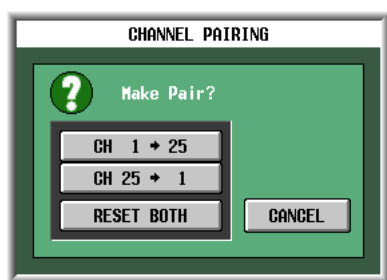 CHANNEL PAIRING
Make Pair?
CH 1 → 25
CH 25 → 1
RESET BOTH
CANCEL